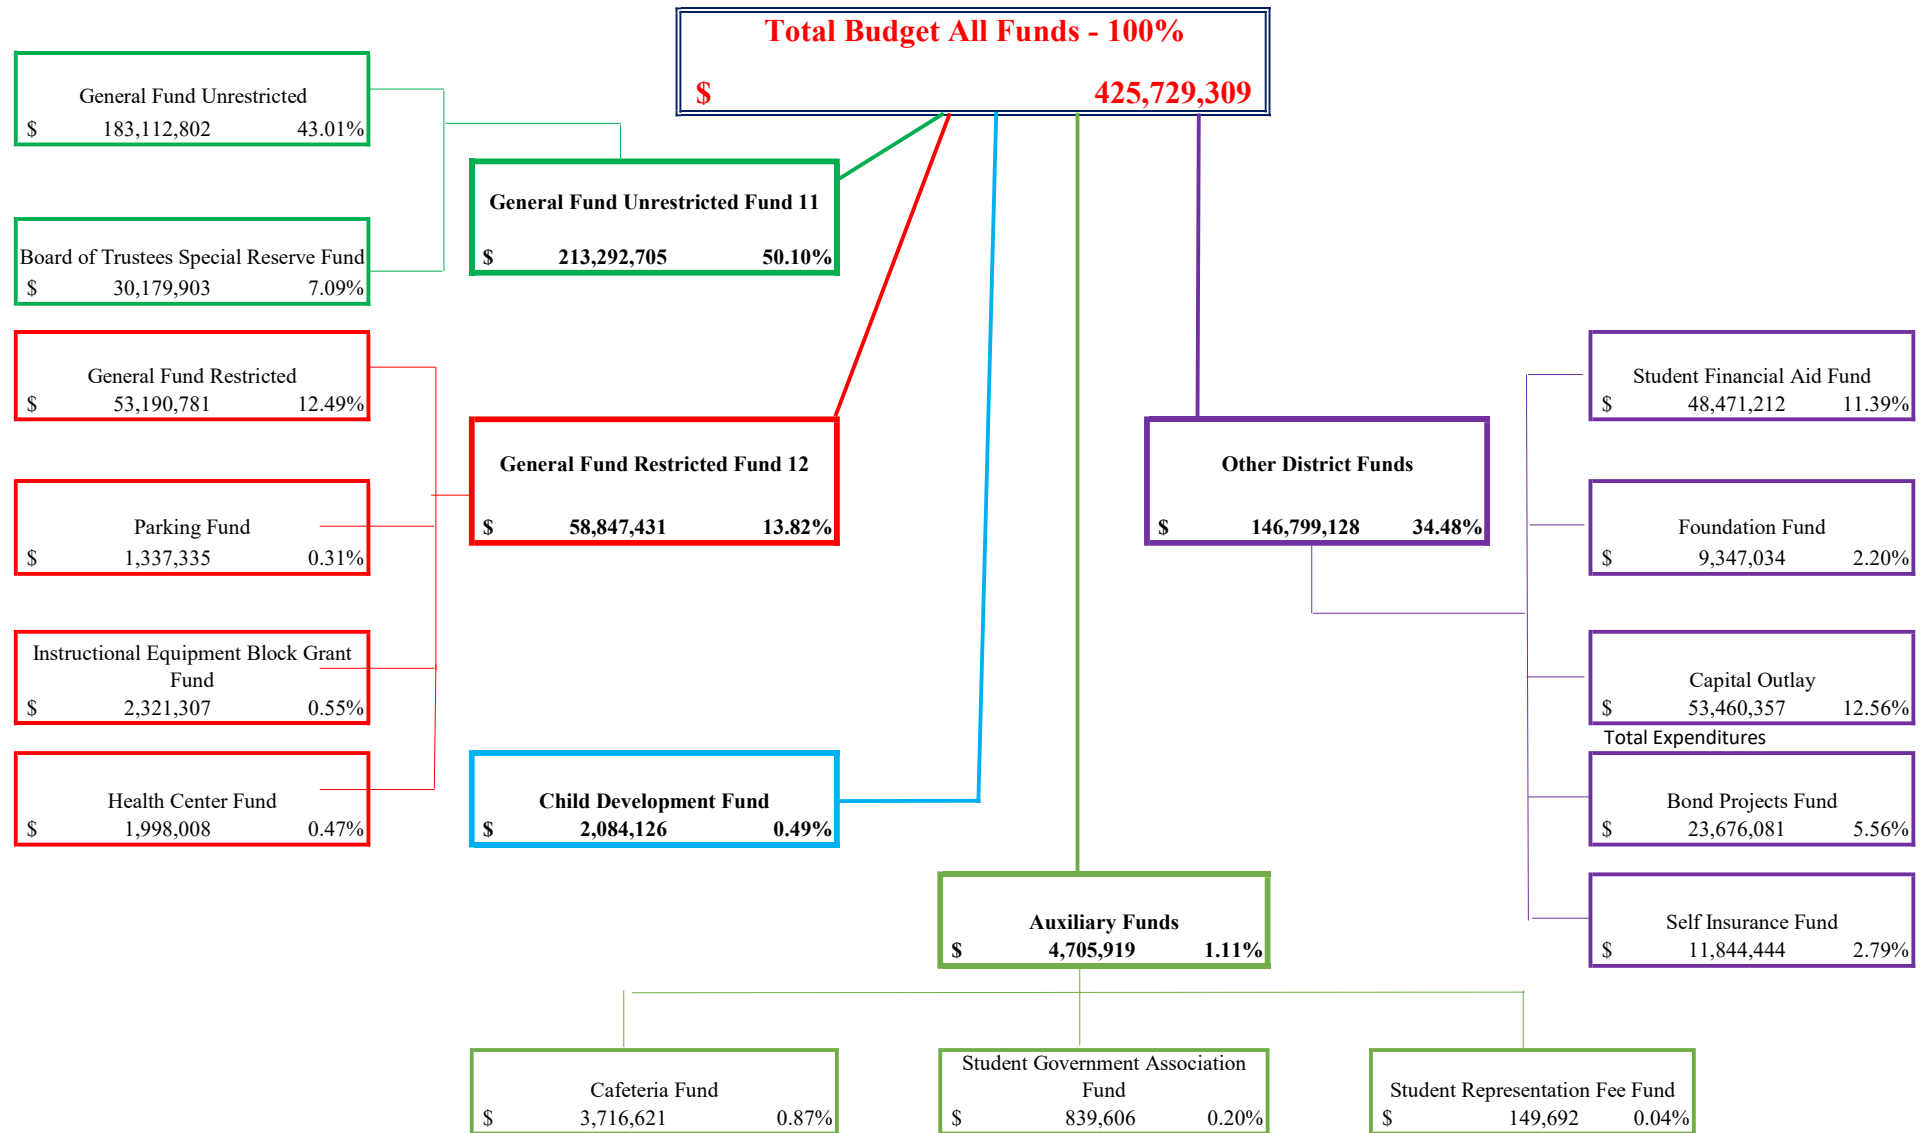 Total Budget All Funds - 100%
$ 425,729,309
General Fund Unrestricted
$ 183,112,802 43.01%
Board of Trustees Special Reserve Fund
$ 30,179,903 7.09%
General Fund Unrestricted Fund 11
$ 213,292,705 50.10%
General Fund Restricted
$ 53,190,781 12.49%
Parking Fund
$ 1,337,335 0.31%
Instructional Equipment Block Grant
Fund
$ 2,321,307 0.55%
Health Center Fund
$ 1,998,008 0.47%
General Fund Restricted Fund 12
$ 58,847,431 13.82%
Child Development Fund
$ 2,084,126 0.49%
Other District Funds
$ 146,799,128 34.48%
Student Financial Aid Fund
$ 48,471,212 11.39%
Foundation Fund
$ 9,347,034 2.20%
Capital Outlay
$ 53,460,357 12.56%
Total Expenditures
Bond Projects Fund
$ 23,676,081 5.56%
Self Insurance Fund
$ 11,844,444 2.79%
Auxiliary Funds
$ 4,705,919 1.11%
Cafeteria Fund
$ 3,716,621 0.87%
Student Government Association
Fund
$ 839,606 0.20%
Student Representation Fee Fund
$ 149,692 0.04%